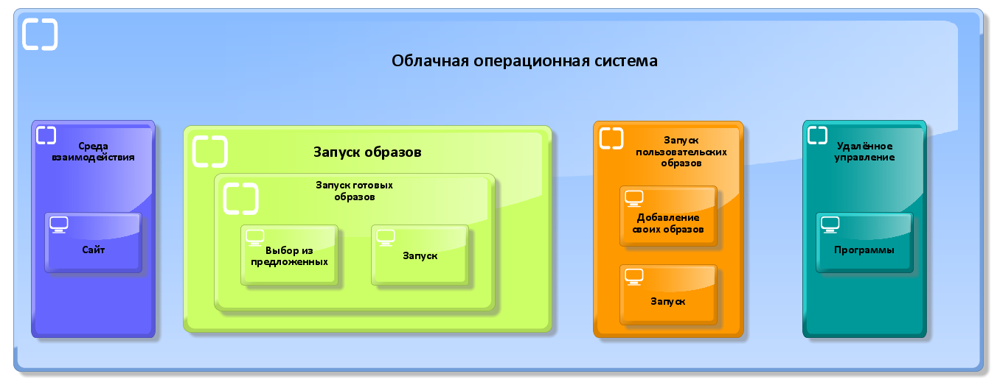 Облачная операционная система
Среда
взаимодействия
Сайт
Запуск образов
Запуск готовых
образов
Выбор из
предложенных
Запуск
Запуск
пользовательских
образов
Добавление
своих образов
Запуск
Удалённое
управление
Программы